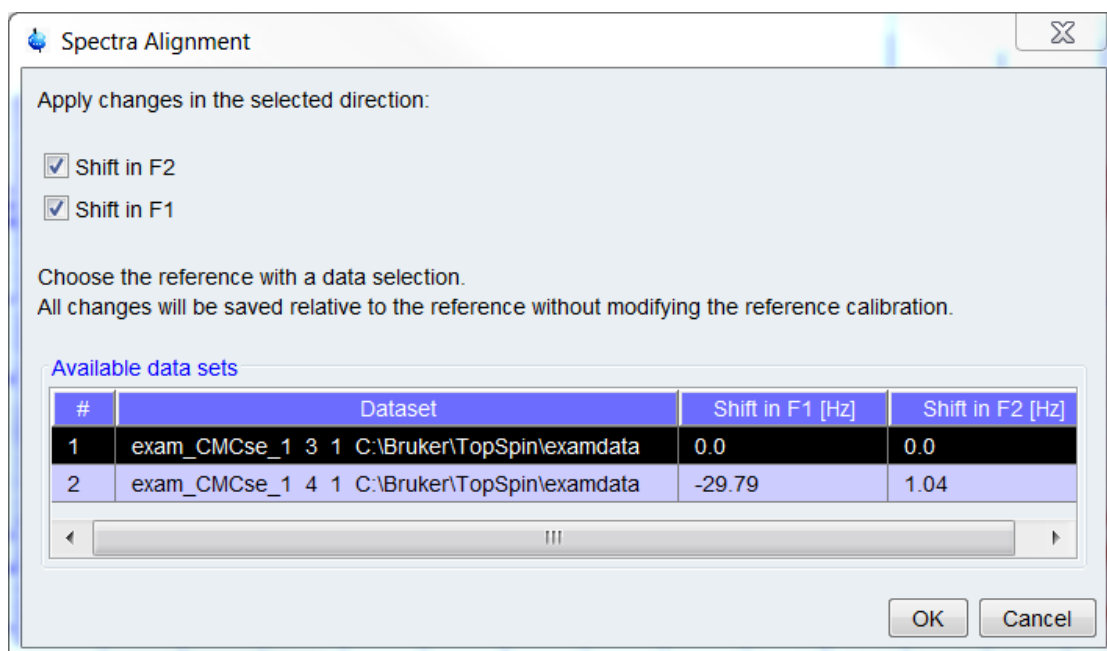 Spectra Alignment
Apply changes in the selected direction:
Shift in F2
Shift in F1
Choose the reference with a data selection.
All changes will be saved relative to the reference without modifying the reference calibration.
Available data sets
# Dataset Shift in F1 [Hz] Shift in F2 [Hz]
1 exam_CMCse_1 3 1 C:\Bruker\TopSpin\examdata 0.0 0.0
2 exam_CMCse_1 4 1 C:\Bruker\TopSpin\examdata -29.79 1.04
OK Cancel